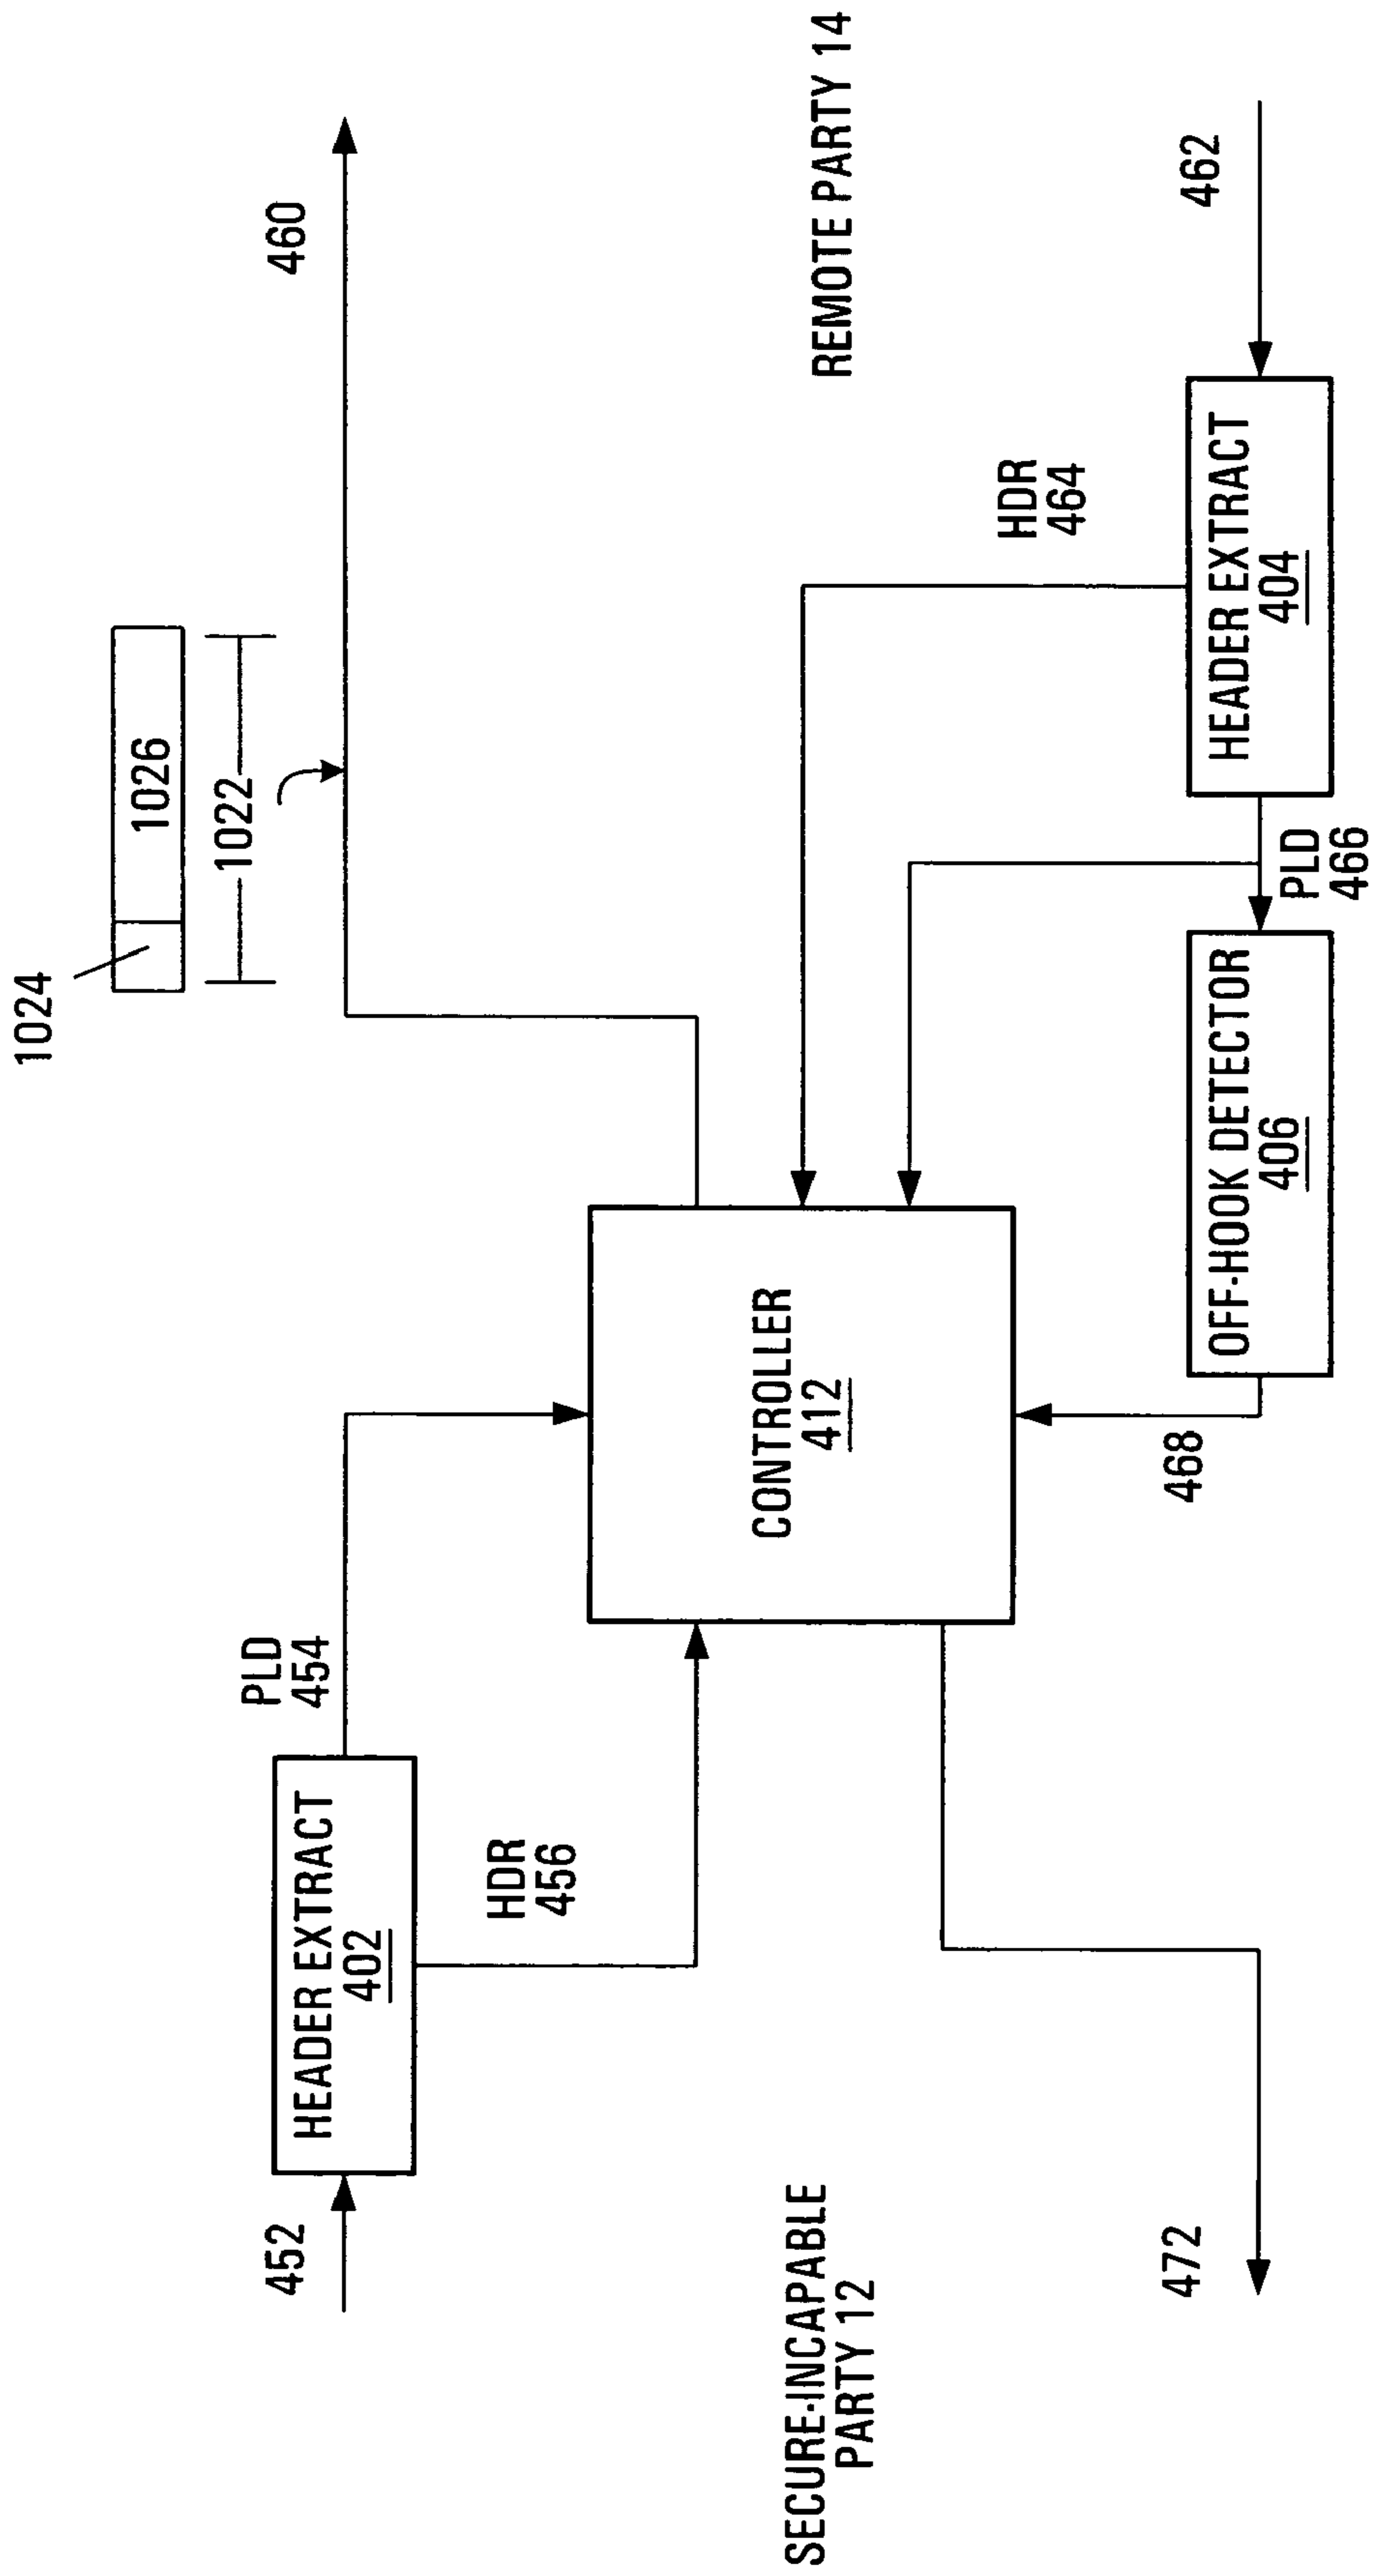 1024
1026
1022
460
452
HEADER EXTRACT
402
PLD
454
HDR
456
CONTROLLER
412
SECURE-INCAPABLE
PARTY 12
REMOTE PARTY 14
HDR
464
472
468
OFF-HOOK DETECTOR
406
PLD
466
HEADER EXTRACT
404
462